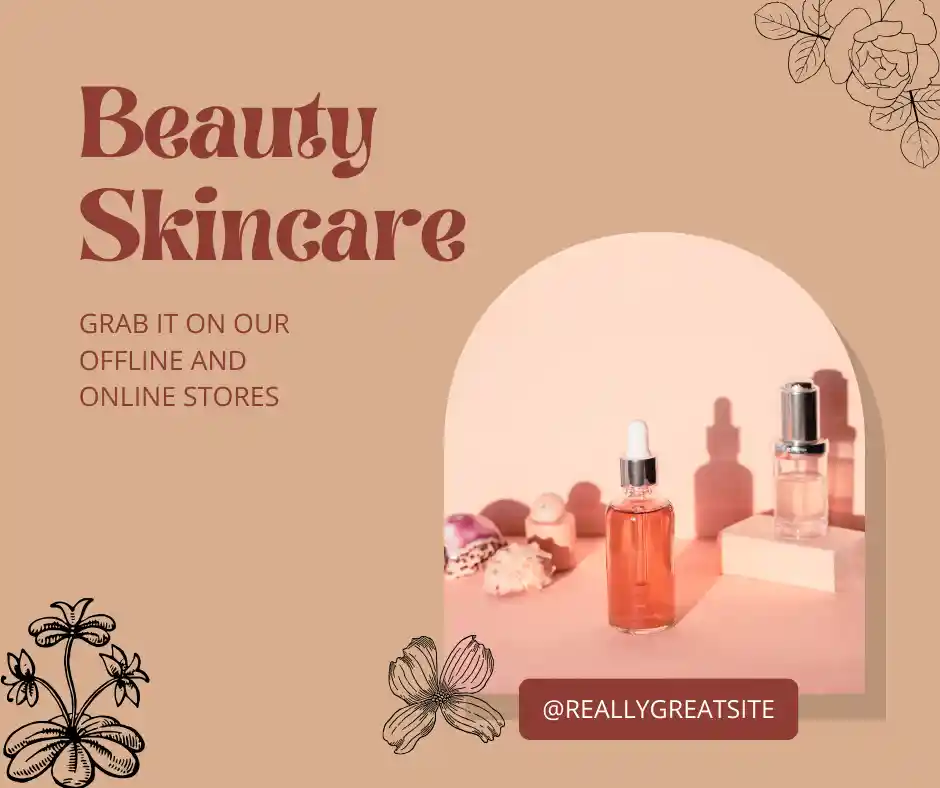 Beauty
Skincare
GRAB IT ON OUR
OFFLINE AND
ONLINE STORES
@REALLYGREATSITE